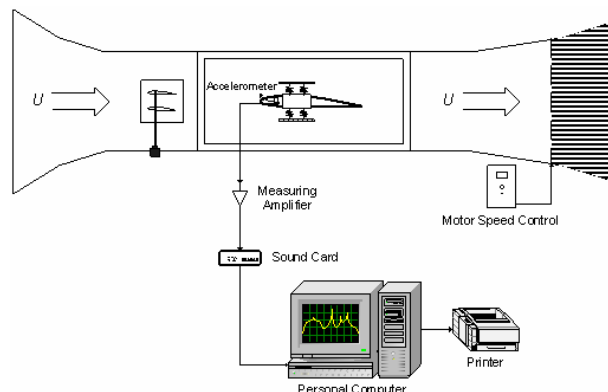 Accelerometer
U
U
Measuring
Amplifier
Motor Speed Control
Sound Card
Printer
Personal Computer